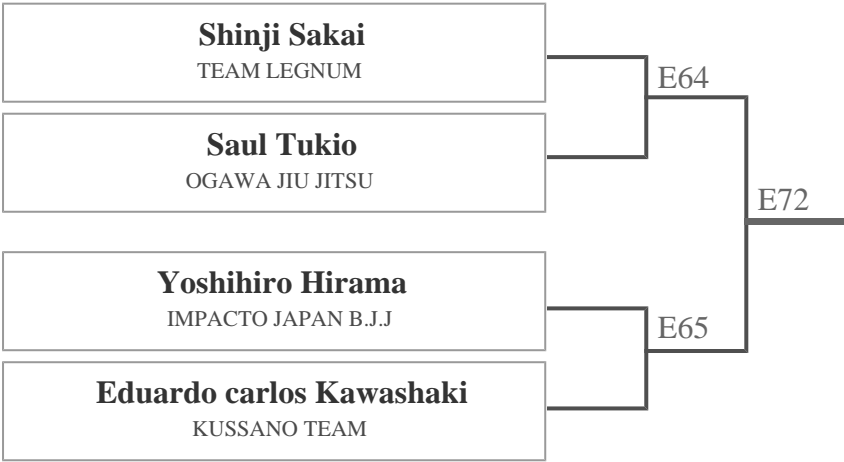 Shinji Sakai
TEAM LEGNUM
E64
Saul Tukio
OGAWA JIU JITSU
E72
Yoshihiro Hirama
IMPACTO JAPAN B.J.J
E65
Eduardo carlos Kawashaki
KUSSANO TEAM